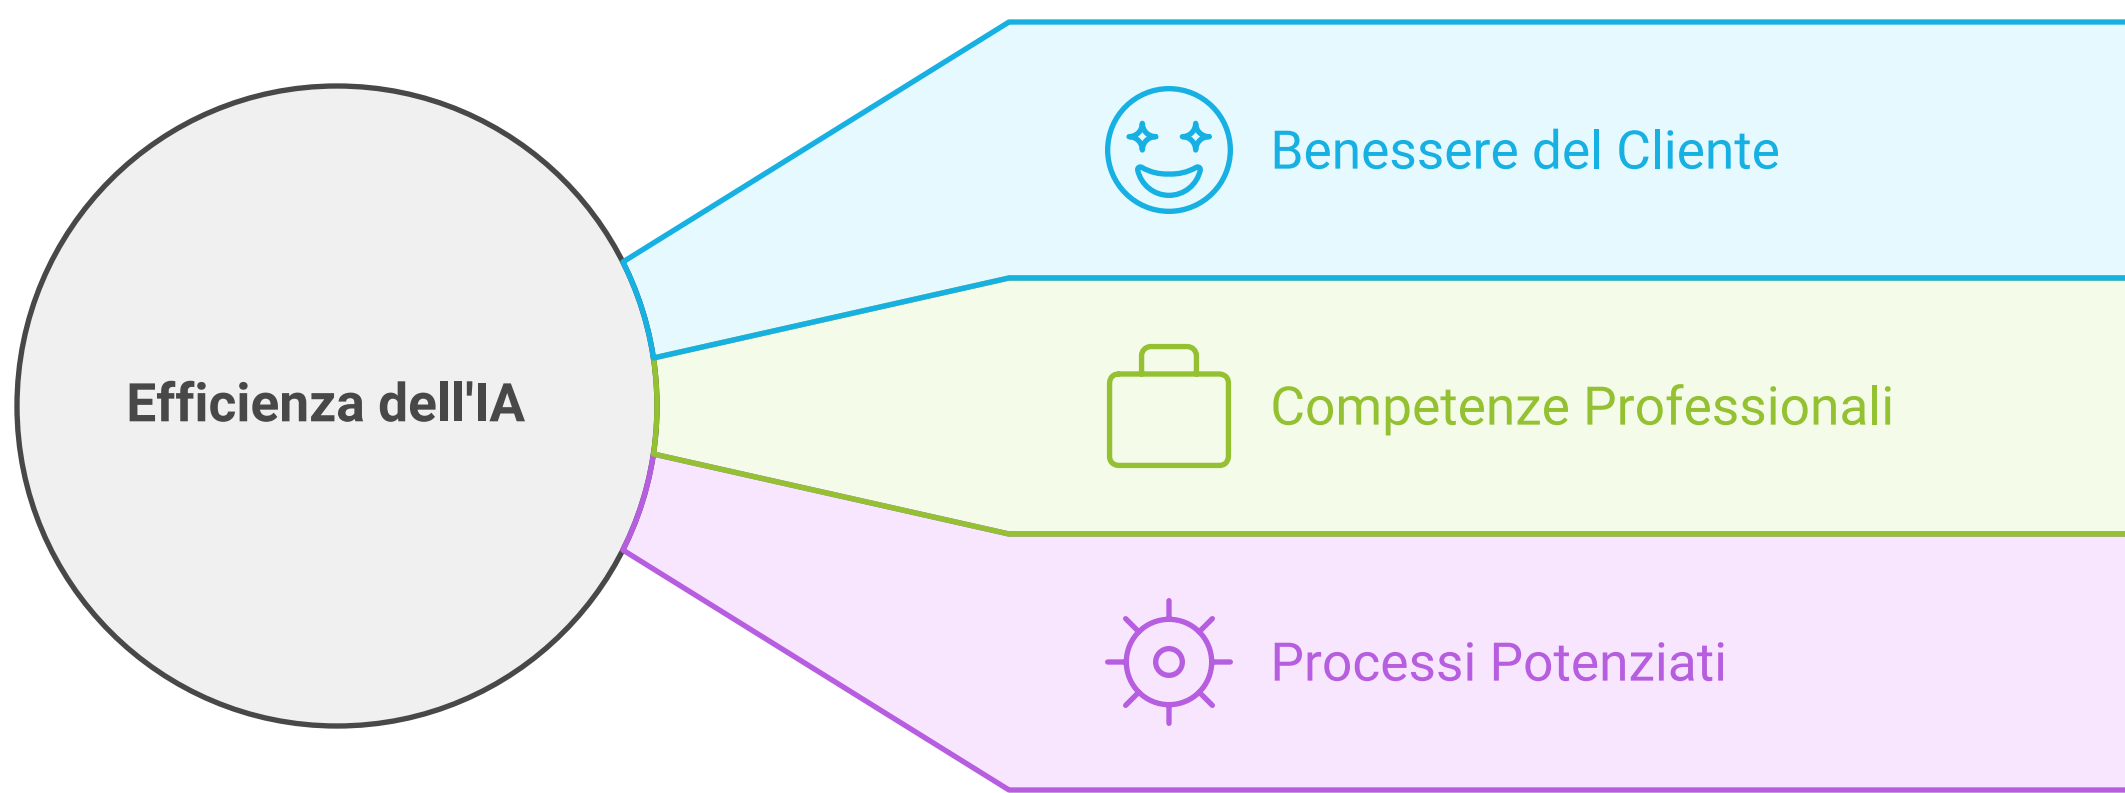 Efficienza dell'IA
Benessere del Cliente
Competenze Professionali
Processi Potenziati